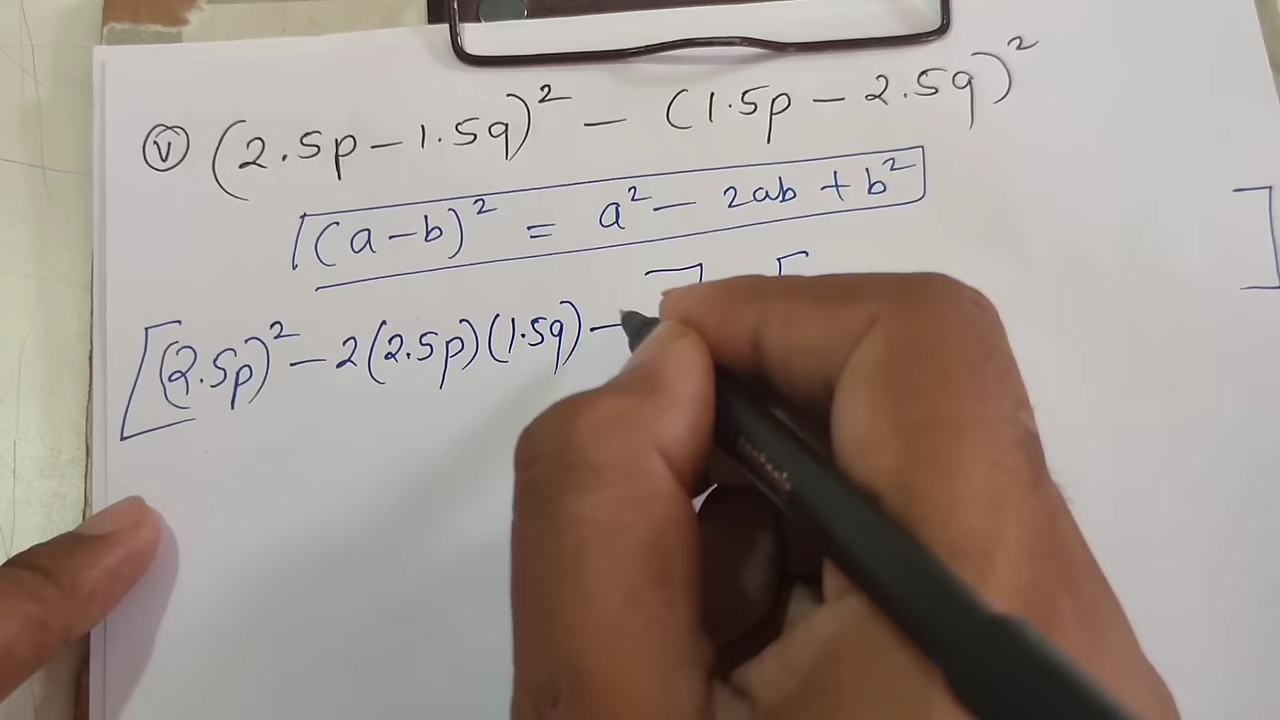 (v) (2.5p - 1.5q)² - (1.5p - 2.5q)²
(a - b)² = a² - 2ab + b²
[(2.5p)² - 2(2.5p)(1.5q) - ] [ ]